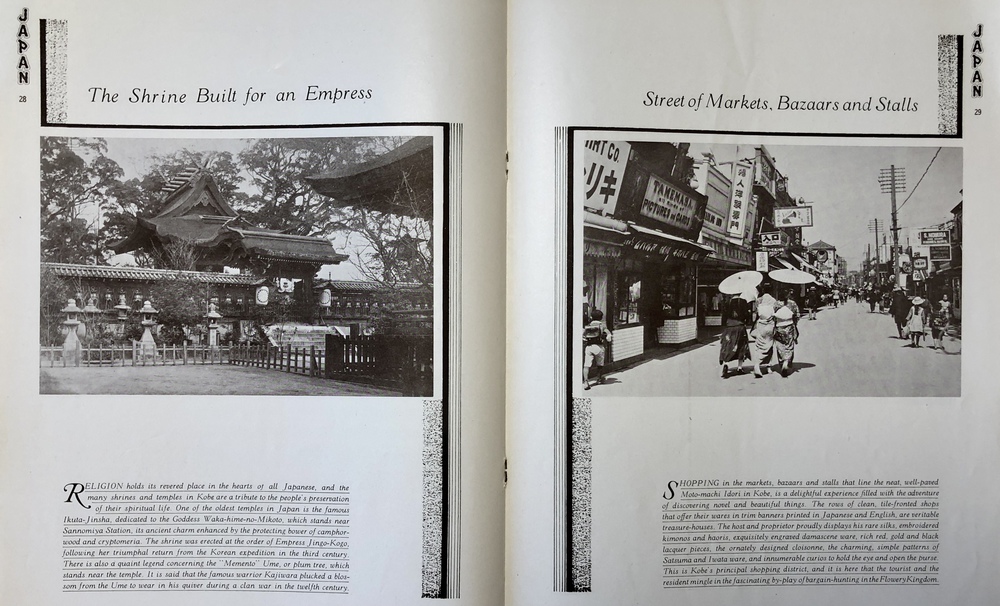 JAPAN
28
The Shrine Built for an Empress
RELIGION holds its revered place in the hearts of all Japanese, and the
many shrines and temples in Kobe are a tribute to the people's preservation
of their spiritual life. One of the oldest temples in Japan is the famous
Ikuta-Jinsha, dedicated to the Goddess Waka-hime-no-Mikoto, which stands near
Sannomiya Station, its ancient charm enduring by the protecting bower of camphor-
wood and cryptomeria. The shrine was erected at the order of Empress Jingo-Kogo,
following her triumphal return from the Korean expedition in the third century.
There is also a quaint legend concerning the "Memento" Ume, or plum tree, which
stands near the temple. It is said that the famous warrior Kajiwara plucked a blos-
som from the Ume to wear in his quiver during a clan war in the twelfth century.
JAPAN
29
Street of Markets, Bazaars and Stalls
ART CO.
リキ
TAKENAKA
PICTURES & CARDS
婦人洋装専門
入口
SHOPPING in the markets, bazaars and stalls that line the neat, well-paved
Moto-machi Idori in Kobe, is a delightful experience filled with the adventure
of discovering novel and beautiful things. The rows of clean, tile-fronted shops
that offer their wares in trim banners printed in Japanese and English, are veritable
treasure-houses. The host and proprietor proudly displays his rare silks, embroidered
kimonos and haoris, exquisitely engraved damascene ware, rich red, gold and black
lacquer pieces, the ornately designed cloisonne, the charming, simple patterns of
Satsuma and Iwata ware, and innumerable curios to hold the eye and open the purse.
This is Kobe's principal shopping district, and it is here that the tourist and the
resident mingle in the fascinating by-play of bargain-hunting in the Flowery Kingdom.